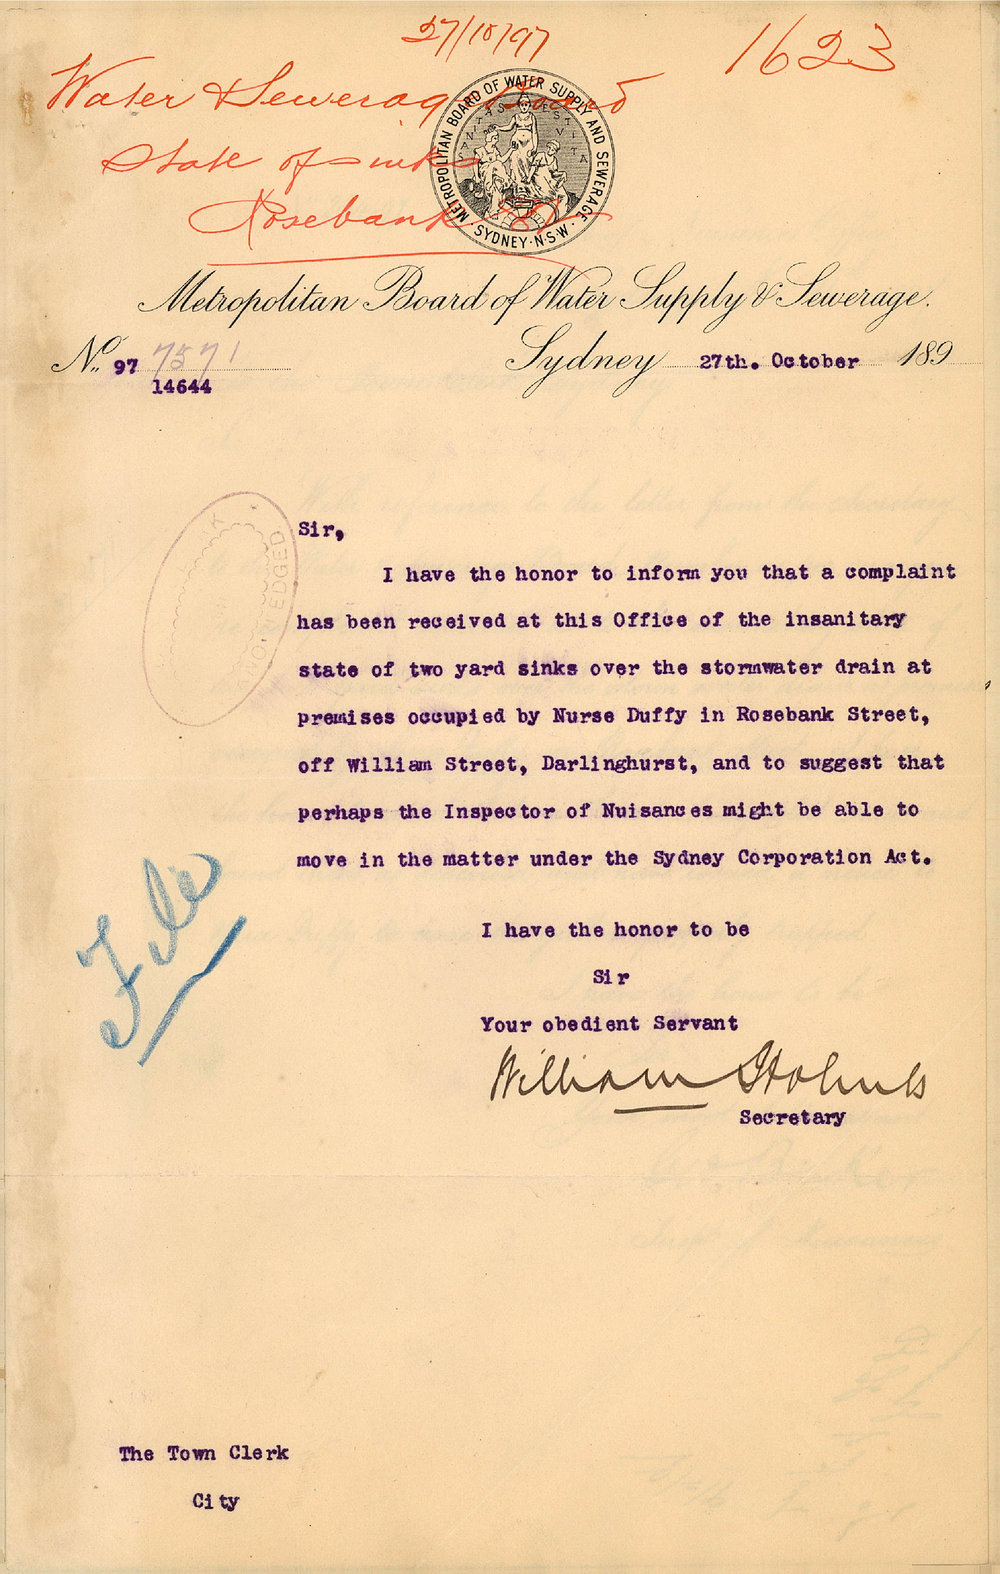 27/10/97
1623
Water & Sewerage Board
State of sinks
Rosebank St
METROPOLITAN BOARD OF WATER SUPPLY AND SEWERAGE.
SANITAS EST VITA
SYDNEY·N·S·W·
Metropolitan Board of Water Supply & Sewerage.
No. 97 7571
14644
Sydney 27th. October 189
Sir,
I have the honor to inform you that a complaint
has been received at this Office of the insanitary
state of two yard sinks over the stormwater drain at
premises occupied by Nurse Duffy in Rosebank Street,
off William Street, Darlinghurst, and to suggest that
perhaps the Inspector of Nuisances might be able to
move in the matter under the Sydney Corporation Act.
File
I have the honor to be
Sir
Your obedient Servant
William Holmes
Secretary
The Town Clerk
City